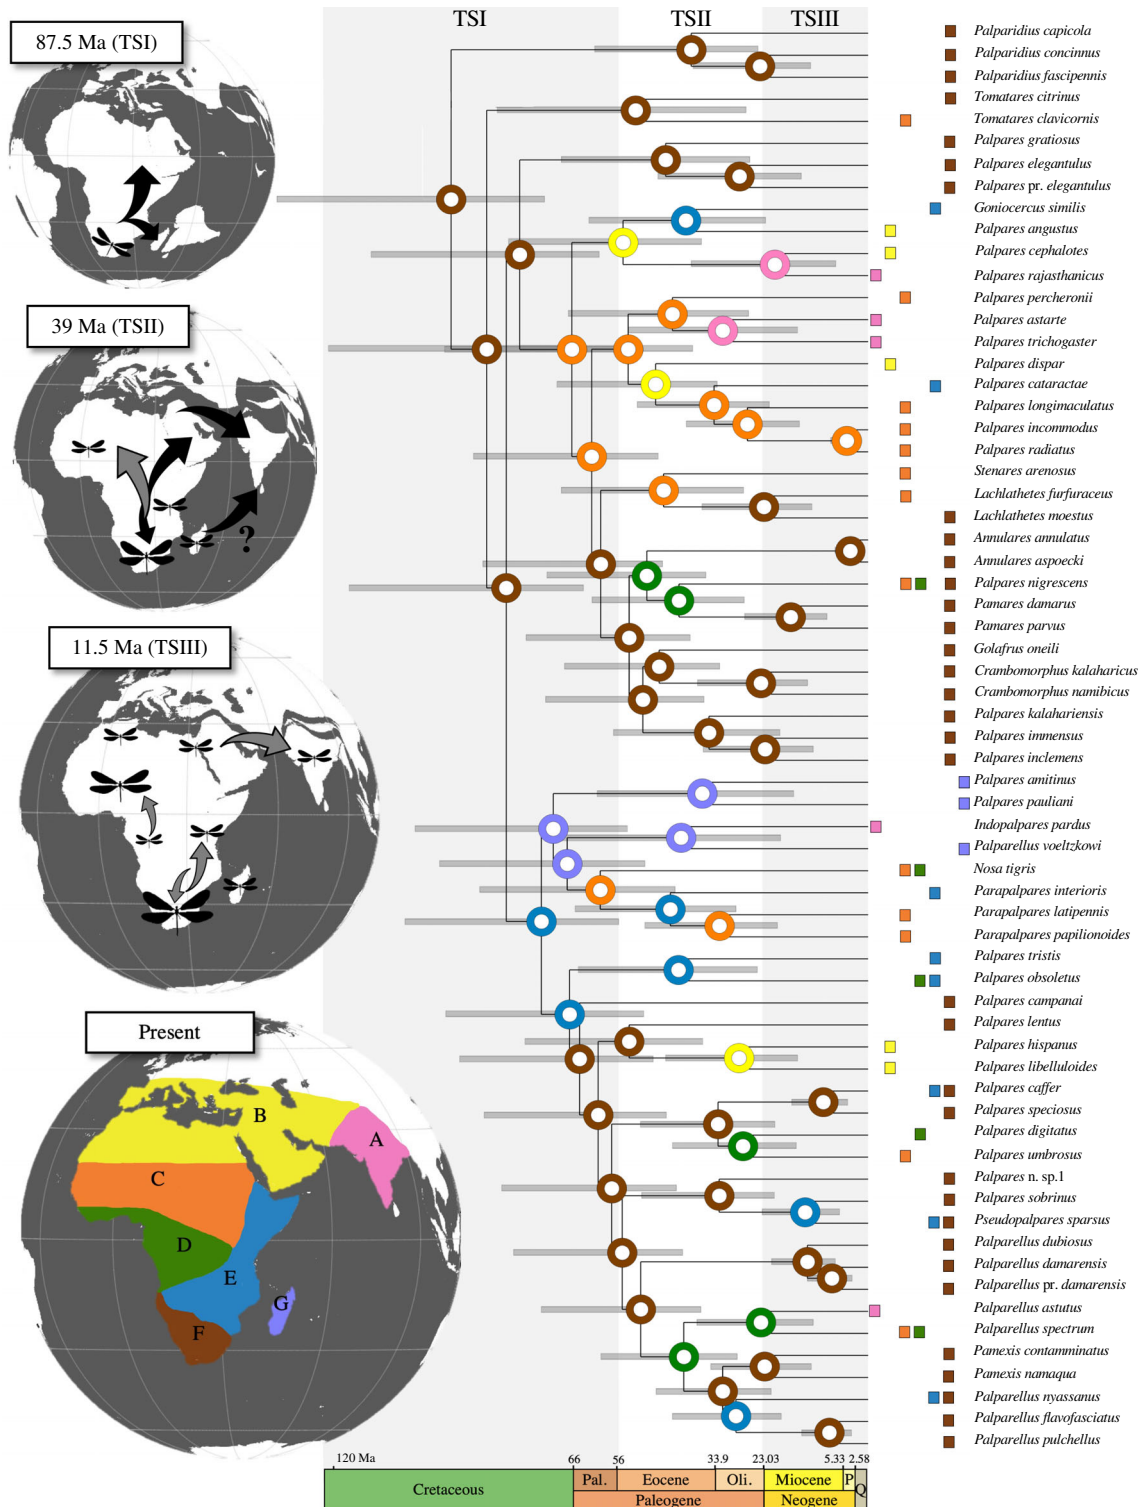 TSI
TSII
TSIII
87.5 Ma (TSI)
39 Ma (TSII)
?
11.5 Ma (TSIII)
Present
A
B
C
D
E
F
G
Palparidius capicola
Palparidius concinnus
Palparidius fascipennis
Tomatares citrinus
Tomatares clavicornis
Palpares gratiosus
Palpares elegantulus
Palpares pr. elegantulus
Goniocercus similis
Palpares angustus
Palpares cephalotes
Palpares rajasthanicus
Palpares percheronii
Palpares astarte
Palpares trichogaster
Palpares dispar
Palpares cataractae
Palpares longimaculatus
Palpares incommodus
Palpares radiatus
Stenares arenosus
Lachlathetes furfuraceus
Lachlathetes moestus
Annulares annulatus
Annulares aspoecki
Palpares nigrescens
Pamares damarus
Pamares parvus
Golafrus oneili
Crambomorphus kalaharicus
Crambomorphus namibicus
Palpares kalahariensis
Palpares immensus
Palpares inclemens
Palpares amitinus
Palpares pauliani
Indopalpares pardus
Palparellus voeltzkowi
Nosa tigris
Parapalpares interioris
Parapalpares latipennis
Parapalpares papilionoides
Palpares tristis
Palpares obsoletus
Palpares campanai
Palpares lentus
Palpares hispanus
Palpares libelluloides
Palpares caffer
Palpares speciosus
Palpares digitatus
Palpares umbrosus
Palpares n. sp.1
Palpares sobrinus
Pseudopalpares sparsus
Palparellus dubiosus
Palparellus damarensis
Palparellus pr. damarensis
Palparellus astutus
Palparellus spectrum
Pamexis contamminatus
Pamexis namaqua
Palparellus nyassanus
Palparellus flavofasciatus
Palparellus pulchellus
120 Ma 66 56 33.9 23.03 5.33 2.58
Cretaceous Pal. Eocene Oli. Miocene P Q
Paleogene Neogene